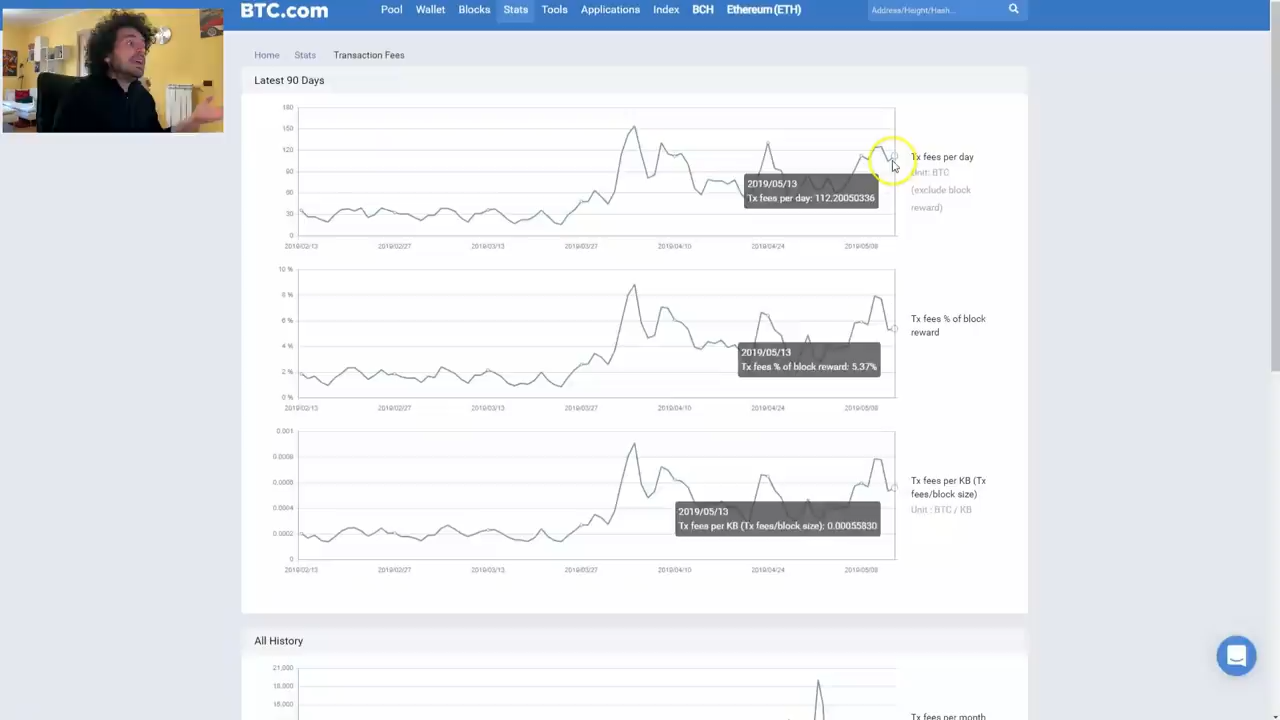 BTC.com Pool Wallet Blocks Stats Tools Applications Index BCH Ethereum (ETH) Address/Height/Hash...
Home Stats Transaction Fees
Latest 90 Days
180
150
120
90
60
30
0
2019/02/13 2019/02/27 2019/03/13 2019/03/27 2019/04/10 2019/04/24 2019/05/08
2019/05/13
Tx fees per day: 112.20050336
Tx fees per day
Unit: BTC
(exclude block
reward)
10 %
8 %
6 %
4 %
2 %
0 %
2019/02/13 2019/02/27 2019/03/13 2019/03/27 2019/04/10 2019/04/24 2019/05/08
2019/05/13
Tx fees % of block reward: 5.37%
Tx fees % of block
reward
0.001
0.0008
0.0006
0.0004
0.0002
0
2019/02/13 2019/02/27 2019/03/13 2019/03/27 2019/04/10 2019/04/24 2019/05/08
2019/05/13
Tx fees per KB (Tx fees/block size): 0.00055830
Tx fees per KB (Tx
fees/block size)
Unit : BTC / KB
All History
21,000
18,000
15,000
Tx fees per month